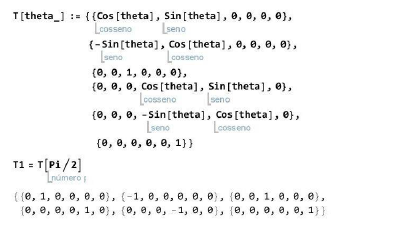 T[theta_] := {{Cos[theta], Sin[theta], 0, 0, 0, 0},
cosseno seno
{-Sin[theta], Cos[theta], 0, 0, 0, 0},
seno cosseno
{0, 0, 1, 0, 0, 0},
{0, 0, 0, Cos[theta], Sin[theta], 0},
cosseno seno
{0, 0, 0, -Sin[theta], Cos[theta], 0},
seno cosseno
{0, 0, 0, 0, 0, 1}}
T1 = T[Pi/2]
número p
{{0, 1, 0, 0, 0, 0}, {-1, 0, 0, 0, 0, 0}, {0, 0, 1, 0, 0, 0},
{0, 0, 0, 0, 1, 0}, {0, 0, 0, -1, 0, 0}, {0, 0, 0, 0, 0, 1}}